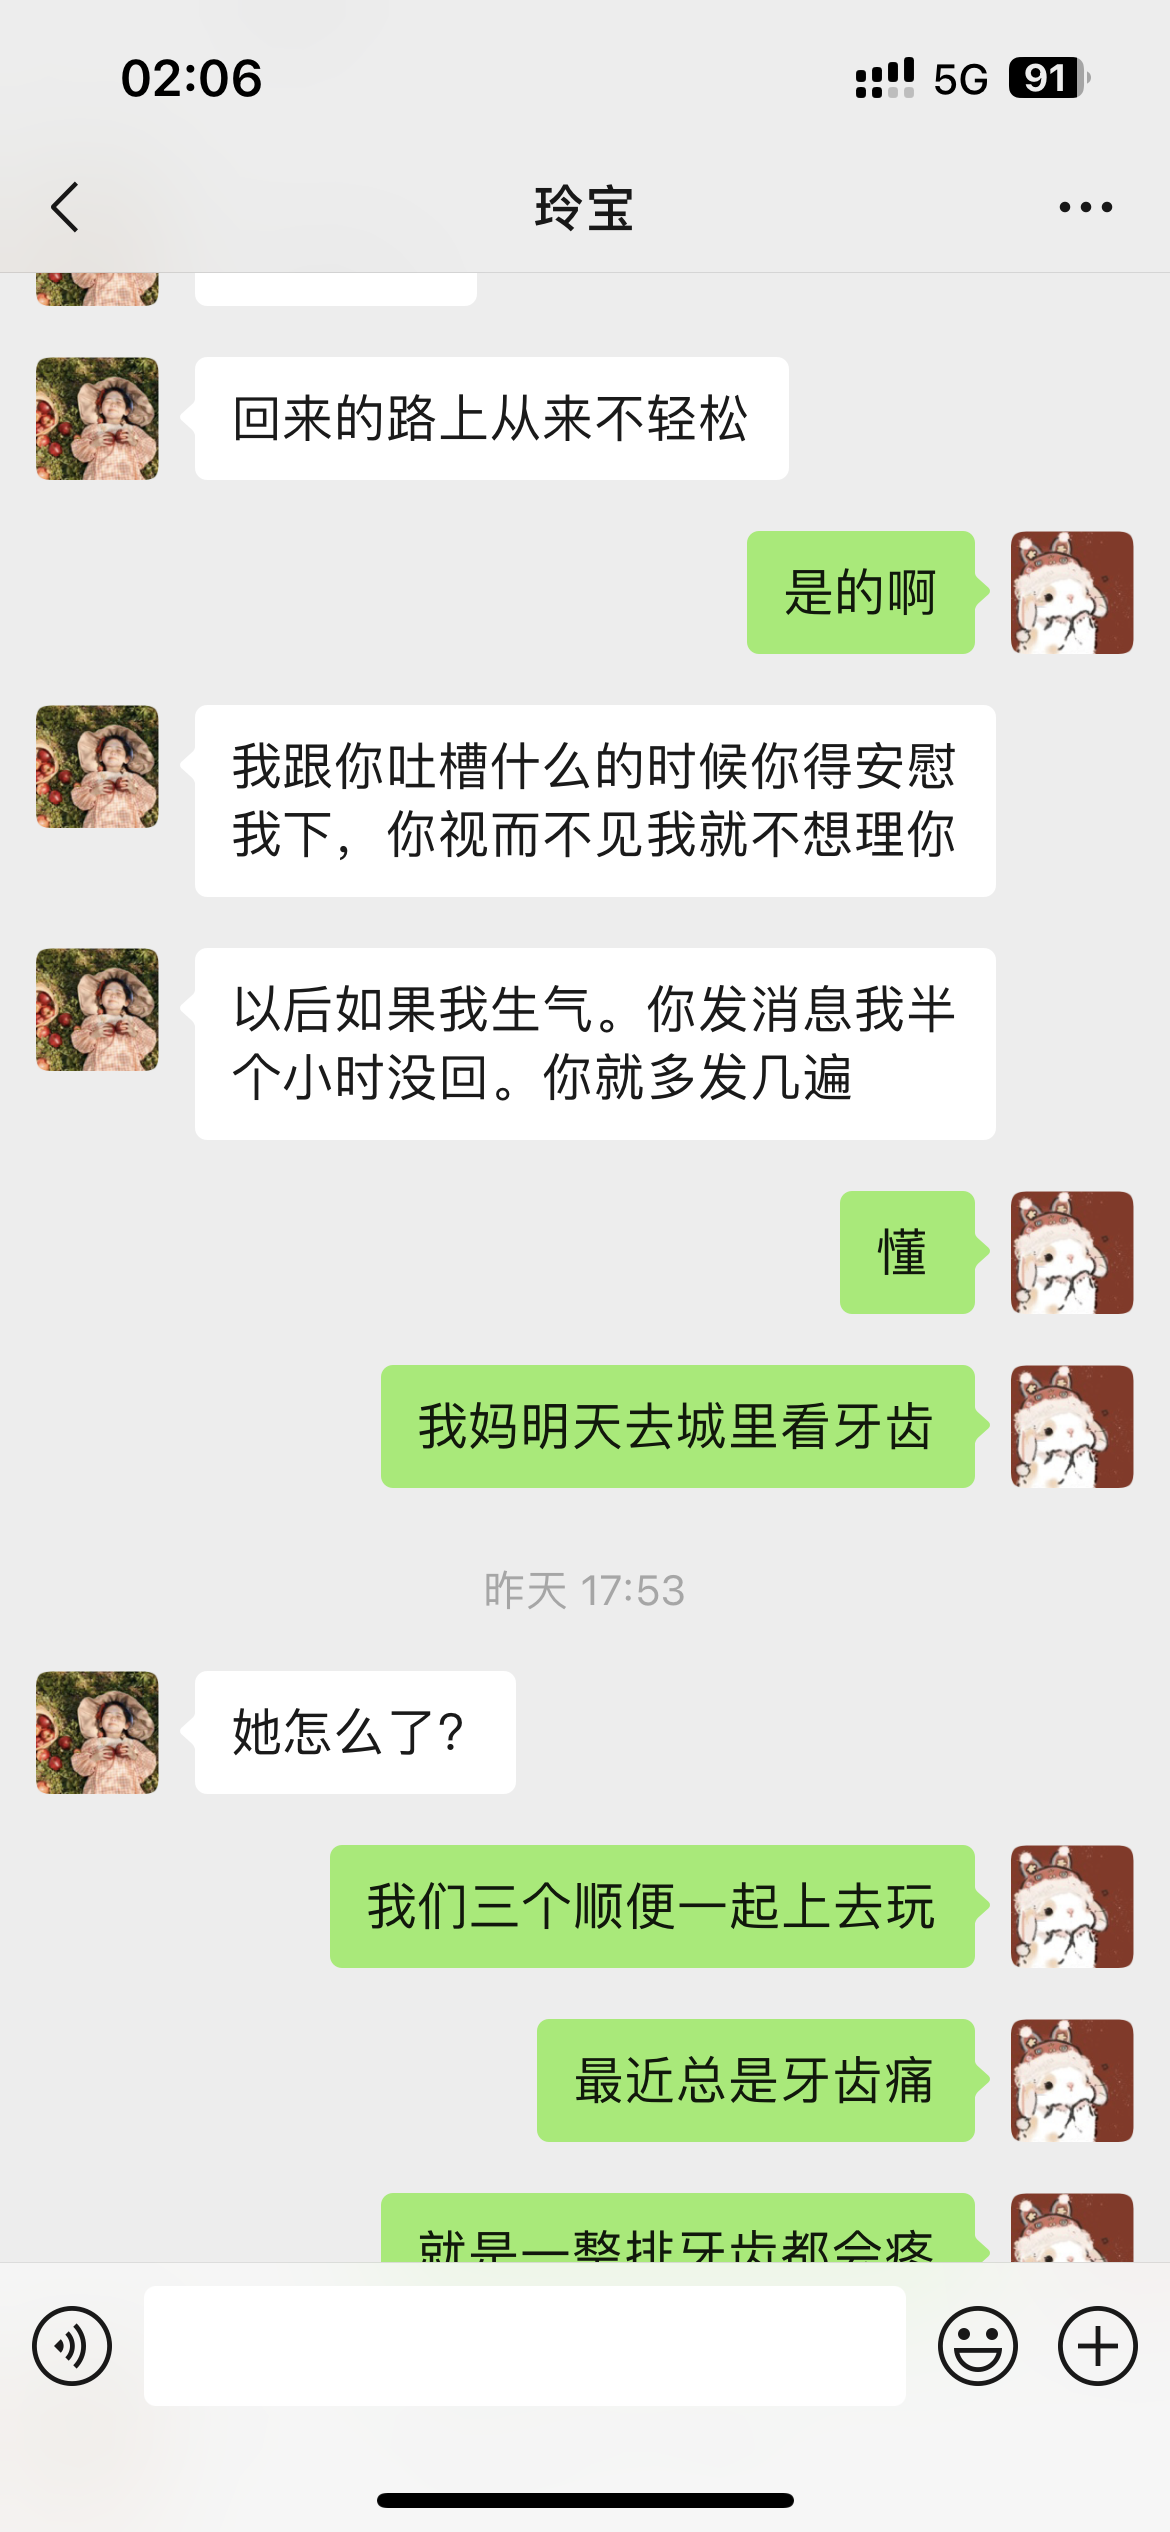 02:06
5G
91
玲宝
回来的路上从来不轻松
是的啊
我跟你吐槽什么的时候你得安慰
我下，你视而不见我就不想理你
以后如果我生气。你发消息我半
个小时没回。你就多发几遍
懂
我妈明天去城里看牙齿
昨天 17:53
她怎么了？
我们三个顺便一起上去玩
最近总是牙齿痛
就是一整排牙齿都会疼